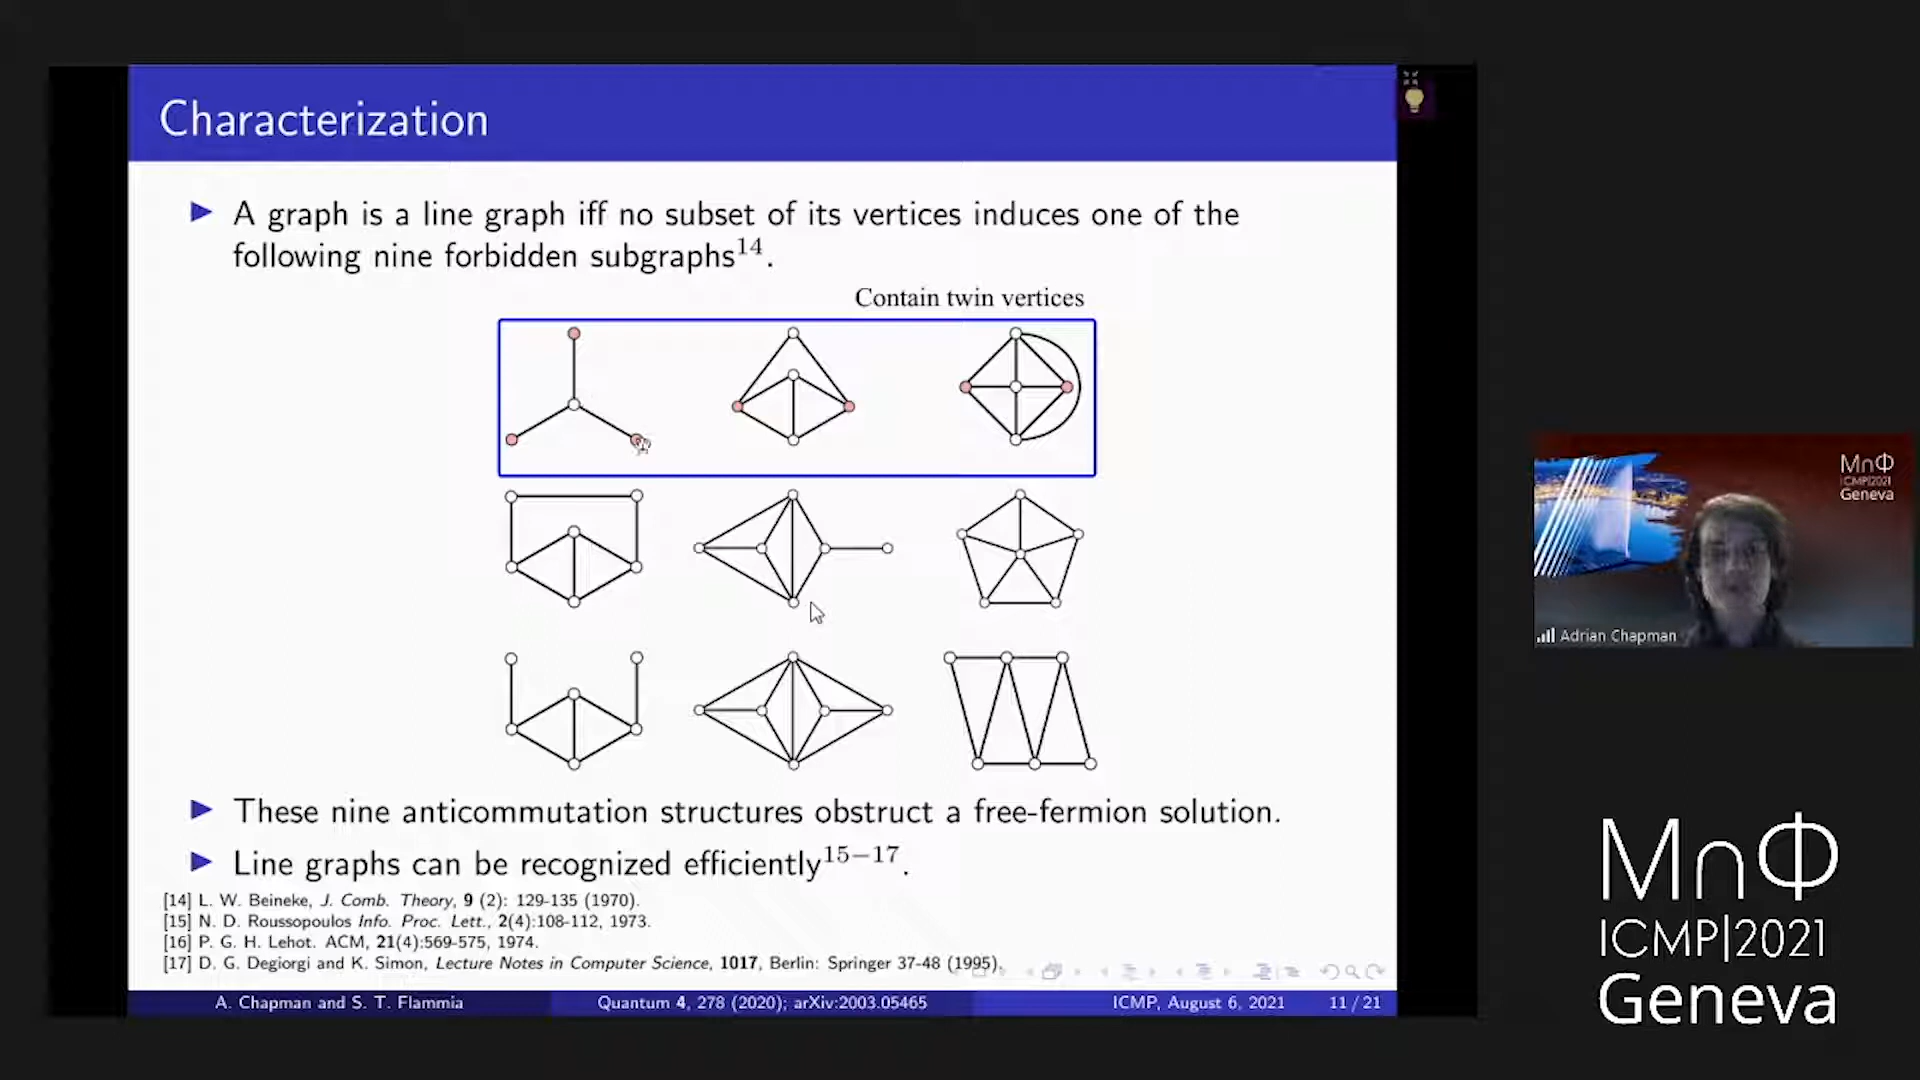 Characterization
▶ A graph is a line graph iff no subset of its vertices induces one of the
following nine forbidden subgraphs¹⁴.
Contain twin vertices
▶ These nine anticommutation structures obstruct a free-fermion solution.
▶ Line graphs can be recognized efficiently¹⁵⁻¹⁷.
[14] L. W. Beineke, J. Comb. Theory, 9 (2): 129-135 (1970).
[15] N. D. Roussopoulos Info. Proc. Lett., 2(4):108-112, 1973.
[16] P. G. H. Lehot. ACM, 21(4):569-575, 1974.
[17] D. G. Degiorgi and K. Simon, Lecture Notes in Computer Science, 1017, Berlin: Springer 37-48 (1995).
A. Chapman and S. T. Flammia Quantum 4, 278 (2020); arXiv:2003.05465 ICMP, August 6, 2021 11 / 21
Mn Φ
ICMP|2021
Geneva
Adrian Chapman
M∩Φ
ICMP|2021
Geneva